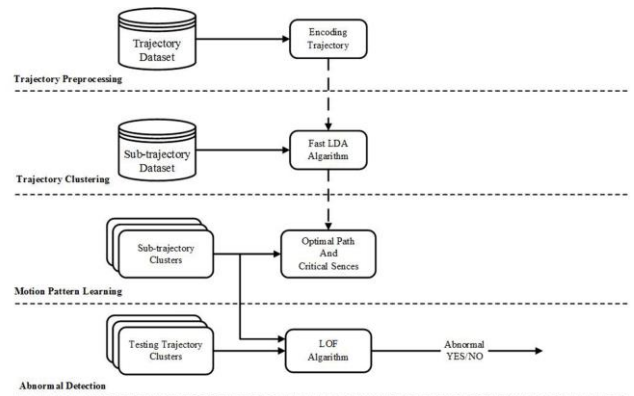 Trajectory
Dataset
Encoding
Trajectory
Trajectory Preprocessing
Sub-trajectory
Dataset
Fast LDA
Algorithm
Trajectory Clustering
Sub-trajectory
Clusters
Optimal Path
And
Critical Sences
Motion Pattern Learning
Testing Trajectory
Clusters
LOF
Algorithm
Abnormal
YES/NO
Abnormal Detection